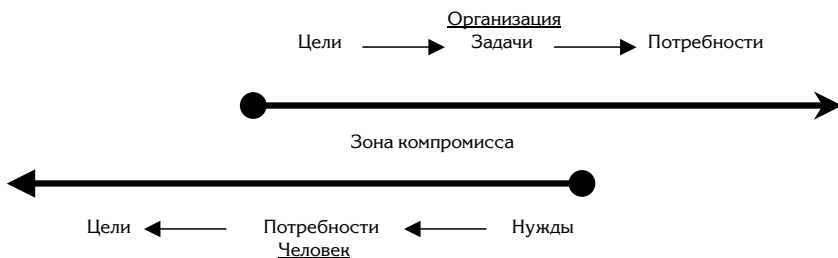 Организация
Цели Задачи Потребности
Зона компромисса
Цели Потребности Нужды
Человек